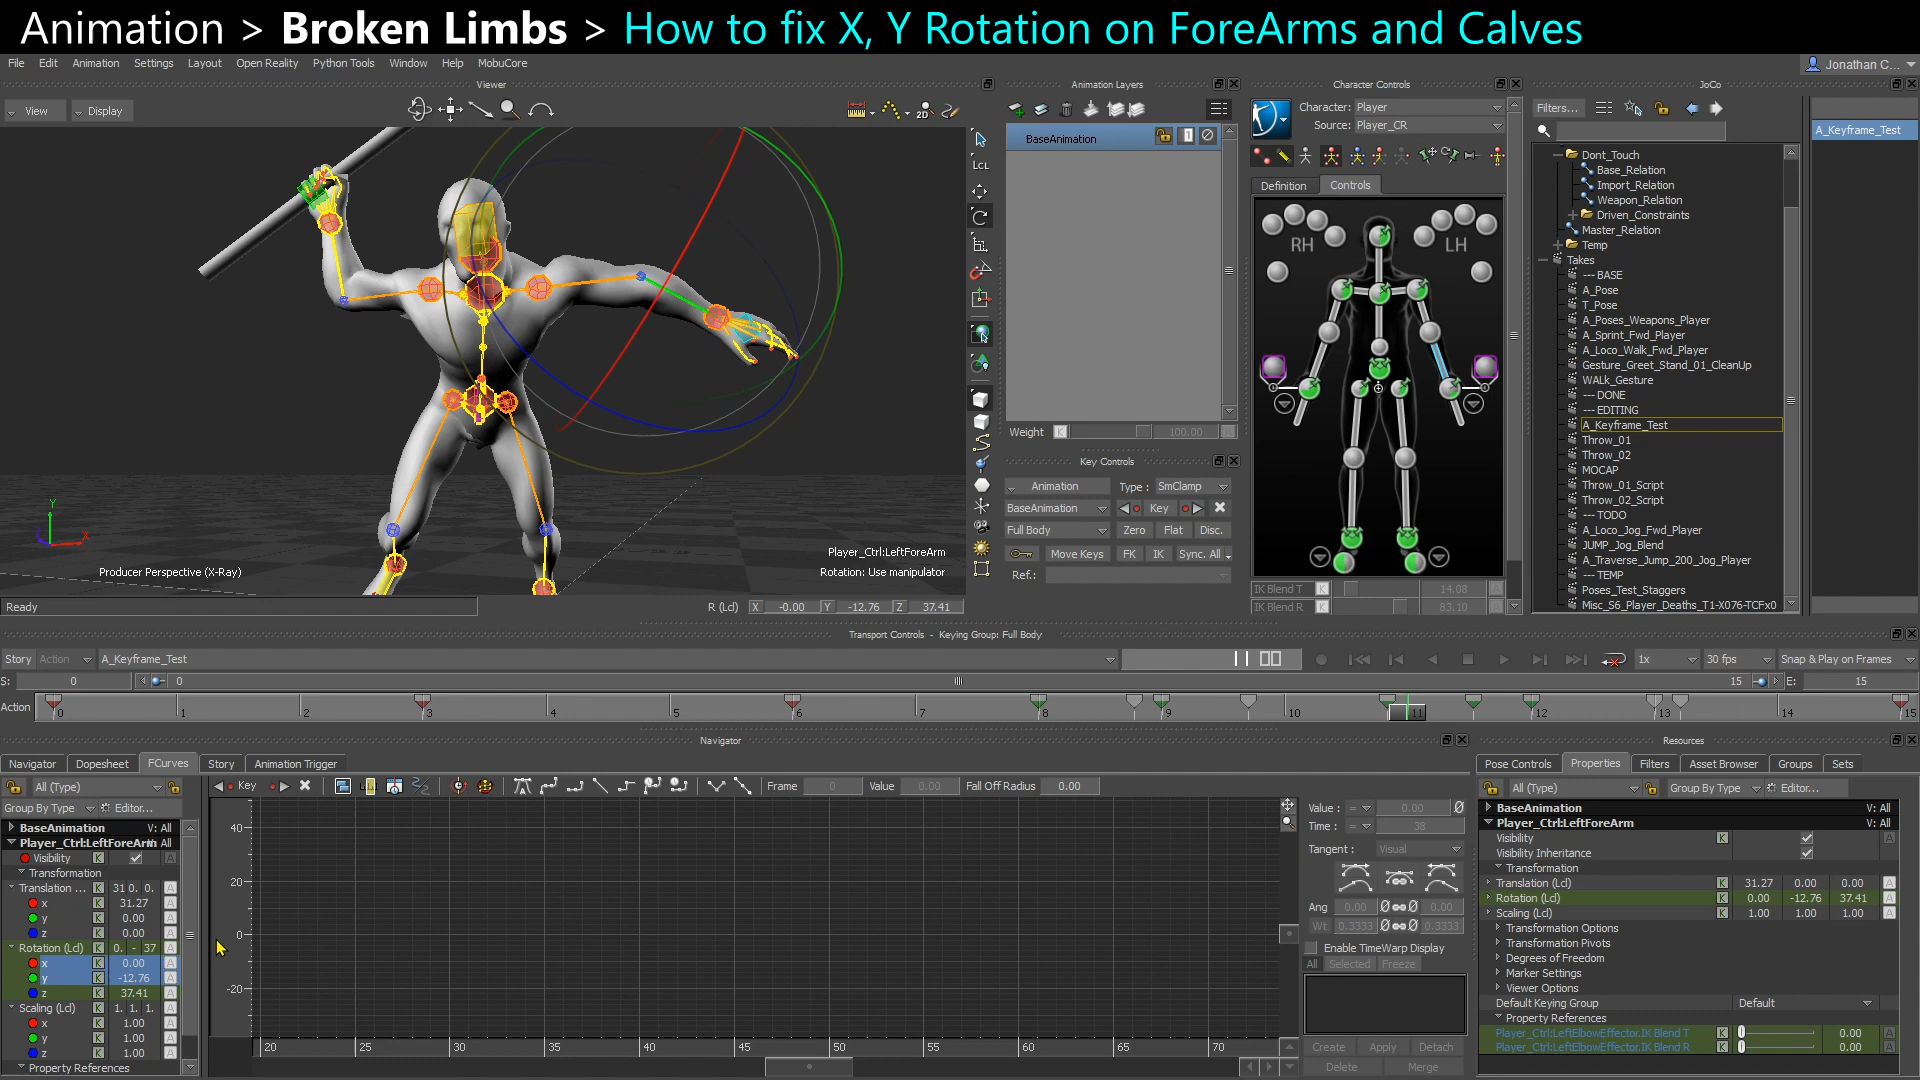 Animation > Broken Limbs > How to fix X, Y Rotation on ForeArms and Calves
File Edit Animation Settings Layout Open Reality Python Tools Window Help MobuCore
Jonathan C...
Viewer
View Display
2D
LCL
Player_Ctrl:LeftForeArm
Producer Perspective (X-Ray)
Rotation: Use manipulator
Y
X
Ready
R (Lcl) X -0.00 Y -12.76 Z 37.41
Animation Layers
BaseAnimation
Weight K 100.00 A
Key Controls
Animation Type : SmClamp
BaseAnimation Key
Full Body Zero Flat Disc.
Move Keys FK IK Sync. All
Ref.:
Character Controls
Character: Player
Source: Player_CR
Definition Controls
RH LH
IK Blend T K 14.08 A
IK Blend R K 83.10 A
JoCo
Filters...
Dont_Touch
Base_Relation
Import_Relation
Weapon_Relation
Driven_Constraints
Master_Relation
Temp
Takes
--- BASE
A_Pose
T_Pose
A_Poses_Weapons_Player
A_Sprint_Fwd_Player
A_Loco_Walk_Fwd_Player
Gesture_Greet_Stand_01_CleanUp
WALk_Gesture
--- DONE
--- EDITING
A_Keyframe_Test
Throw_01
Throw_02
MOCAP
Throw_01_Script
Throw_02_Script
--- TODO
A_Loco_Jog_Fwd_Player
JUMP_Jog_Blend
A_Traverse_Jump_200_Jog_Player
--- TEMP
Poses_Test_Staggers
Misc_S6_Player_Deaths_T1-X076-TCFx0
A_Keyframe_Test
Transport Controls - Keying Group: Full Body
Story Action A_Keyframe_Test 1x 30 fps Snap & Play on Frames
S: 0 0 15 E: 15
Action 0 1 2 3 4 5 6 7 8 9 10 11 12 13 14 15
Navigator
Navigator Dopesheet FCurves Story Animation Trigger
All (Type)
Group By Type Editor...
BaseAnimation V: All
Player_Ctrl:LeftForeArm All
Visibility K A
Transformation
Translation ... K 31 0. 0. A
x K 31.27 A
y K 0.00 A
z K 0.00 A
Rotation (Lcl) K 0. - 37 A
x K 0.00 A
y K -12.76 A
z K 37.41 A
Scaling (Lcl) K 1. 1. 1. A
x K 1.00 A
y K 1.00 A
z K 1.00 A
Property References
Key Frame 0 Value 0.00 Fall Off Radius 0.00
40
20
0
-20
20 25 30 35 40 45 50 55 60 65 70
Value : = 0.00
Time : = 38
Tangent : Visual
Ang 0.00 0.00
Wt 0.3333 0.3333
Enable TimeWarp Display
All Selected Freeze
Create Apply Detach
Delete Merge
Resources
Pose Controls Properties Filters Asset Browser Groups Sets
All (Type) Group By Type Editor...
BaseAnimation V: All
Player_Ctrl:LeftForeArm V: All
Visibility K A
Visibility Inheritance
Transformation
Translation (Lcl) K 31.27 0.00 0.00 A
Rotation (Lcl) K 0.00 -12.76 37.41 A
Scaling (Lcl) K 1.00 1.00 1.00 A
Transformation Options
Transformation Pivots
Degrees of Freedom
Marker Settings
Viewer Options
Default Keying Group Default
Property References
Player_Ctrl:LeftElbowEffector.IK Blend T K 0.00 A
Player_Ctrl:LeftElbowEffector.IK Blend R K 0.00 A